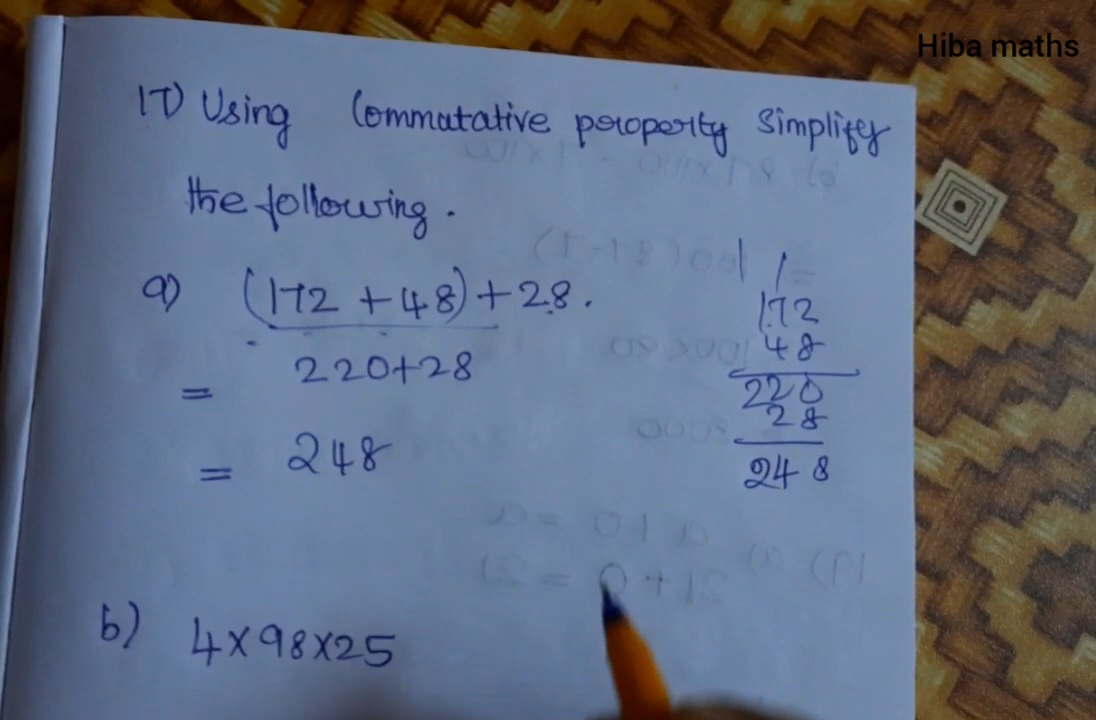 Hiba maths
17) Using Commutative property Simplify
the following.
a) (172 + 48) + 28.
= 220+28
= 248
172
48
220
28
248
b) 4×98×25